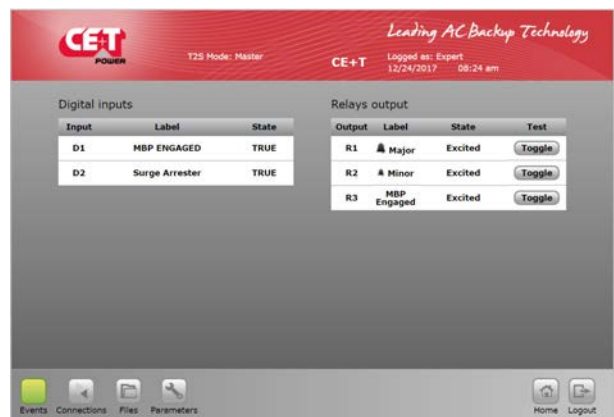 CE+T
POWER
T2S Mode: Master
CE+T
Leading AC Backup Technology
Logged as: Expert
12/24/2017 08:24 am
Digital inputs
Input Label State
D1 MBP ENGAGED TRUE
D2 Surge Arrester TRUE
Relays output
Output Label State Test
R1 Major Excited Toggle
R2 Minor Excited Toggle
R3 MBP Engaged Excited Toggle
Events Connections Files Parameters Home Logout